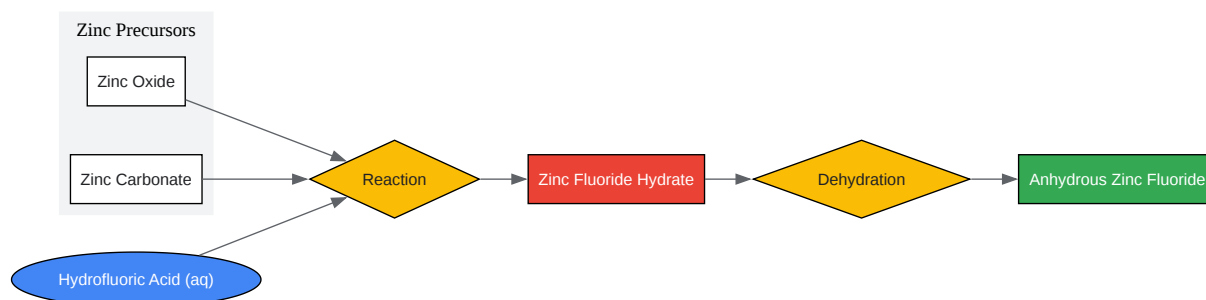 Zinc Precursors
Zinc Oxide
Zinc Carbonate
Hydrofluoric Acid (aq)
Reaction
Zinc Fluoride Hydrate
Dehydration
Anhydrous Zinc Fluoride